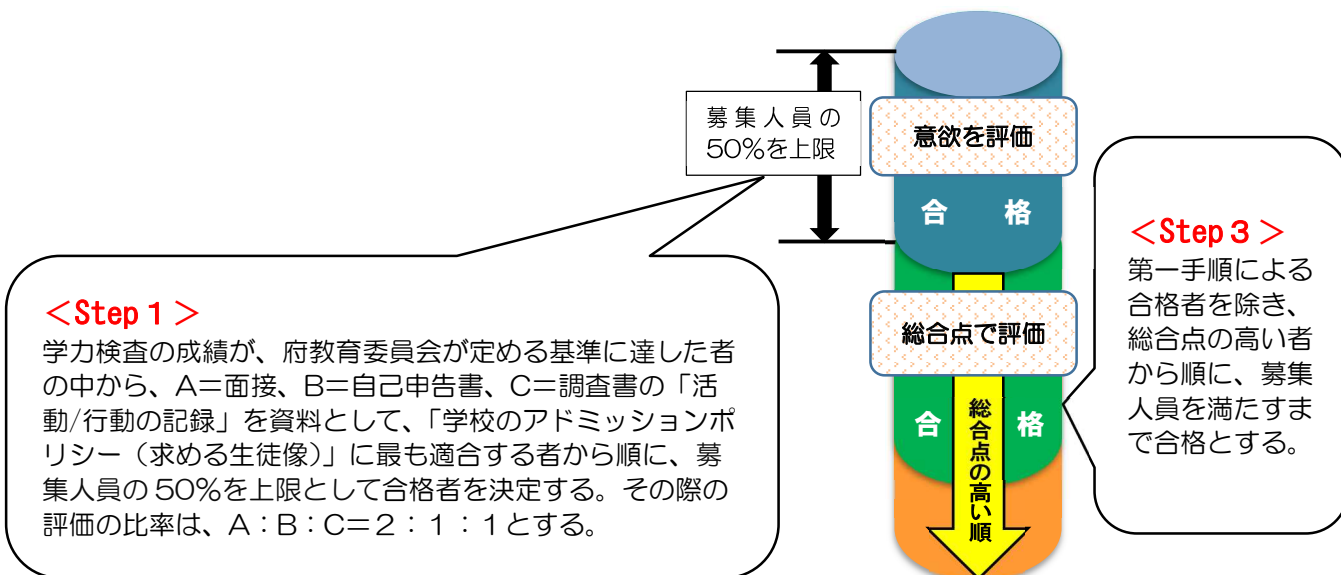 募集人員の
50%を上限
意欲を評価
合　格
総合点で評価
合　格
総合点の高い順
＜Step１＞
学力検査の成績が、府教育委員会が定める基準に達した者
の中から、A＝面接、B＝自己申告書、C＝調査書の「活
動/行動の記録」を資料として、「学校のアドミッションポ
リシー（求める生徒像）」に最も適合する者から順に、募
集人員の 50%を上限として合格者を決定する。その際の
評価の比率は、A：B：C＝２：１：１とする。
＜Step３＞
第一手順による
合格者を除き、
総合点の高い者
から順に、募集
人員を満たすま
で合格とする。